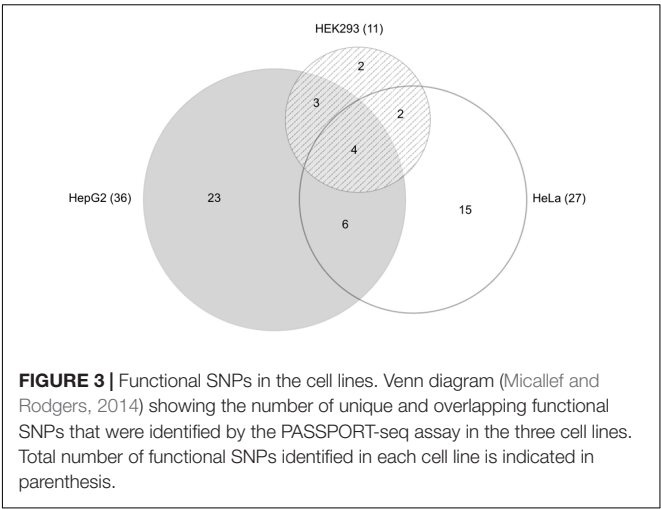 HEK293 (11)
2
3
2
4
HepG2 (36)
23
6
15
HeLa (27)
FIGURE 3 | Functional SNPs in the cell lines. Venn diagram (Micallef and
Rodgers, 2014) showing the number of unique and overlapping functional
SNPs that were identified by the PASSPORT-seq assay in the three cell lines.
Total number of functional SNPs identified in each cell line is indicated in
parenthesis.